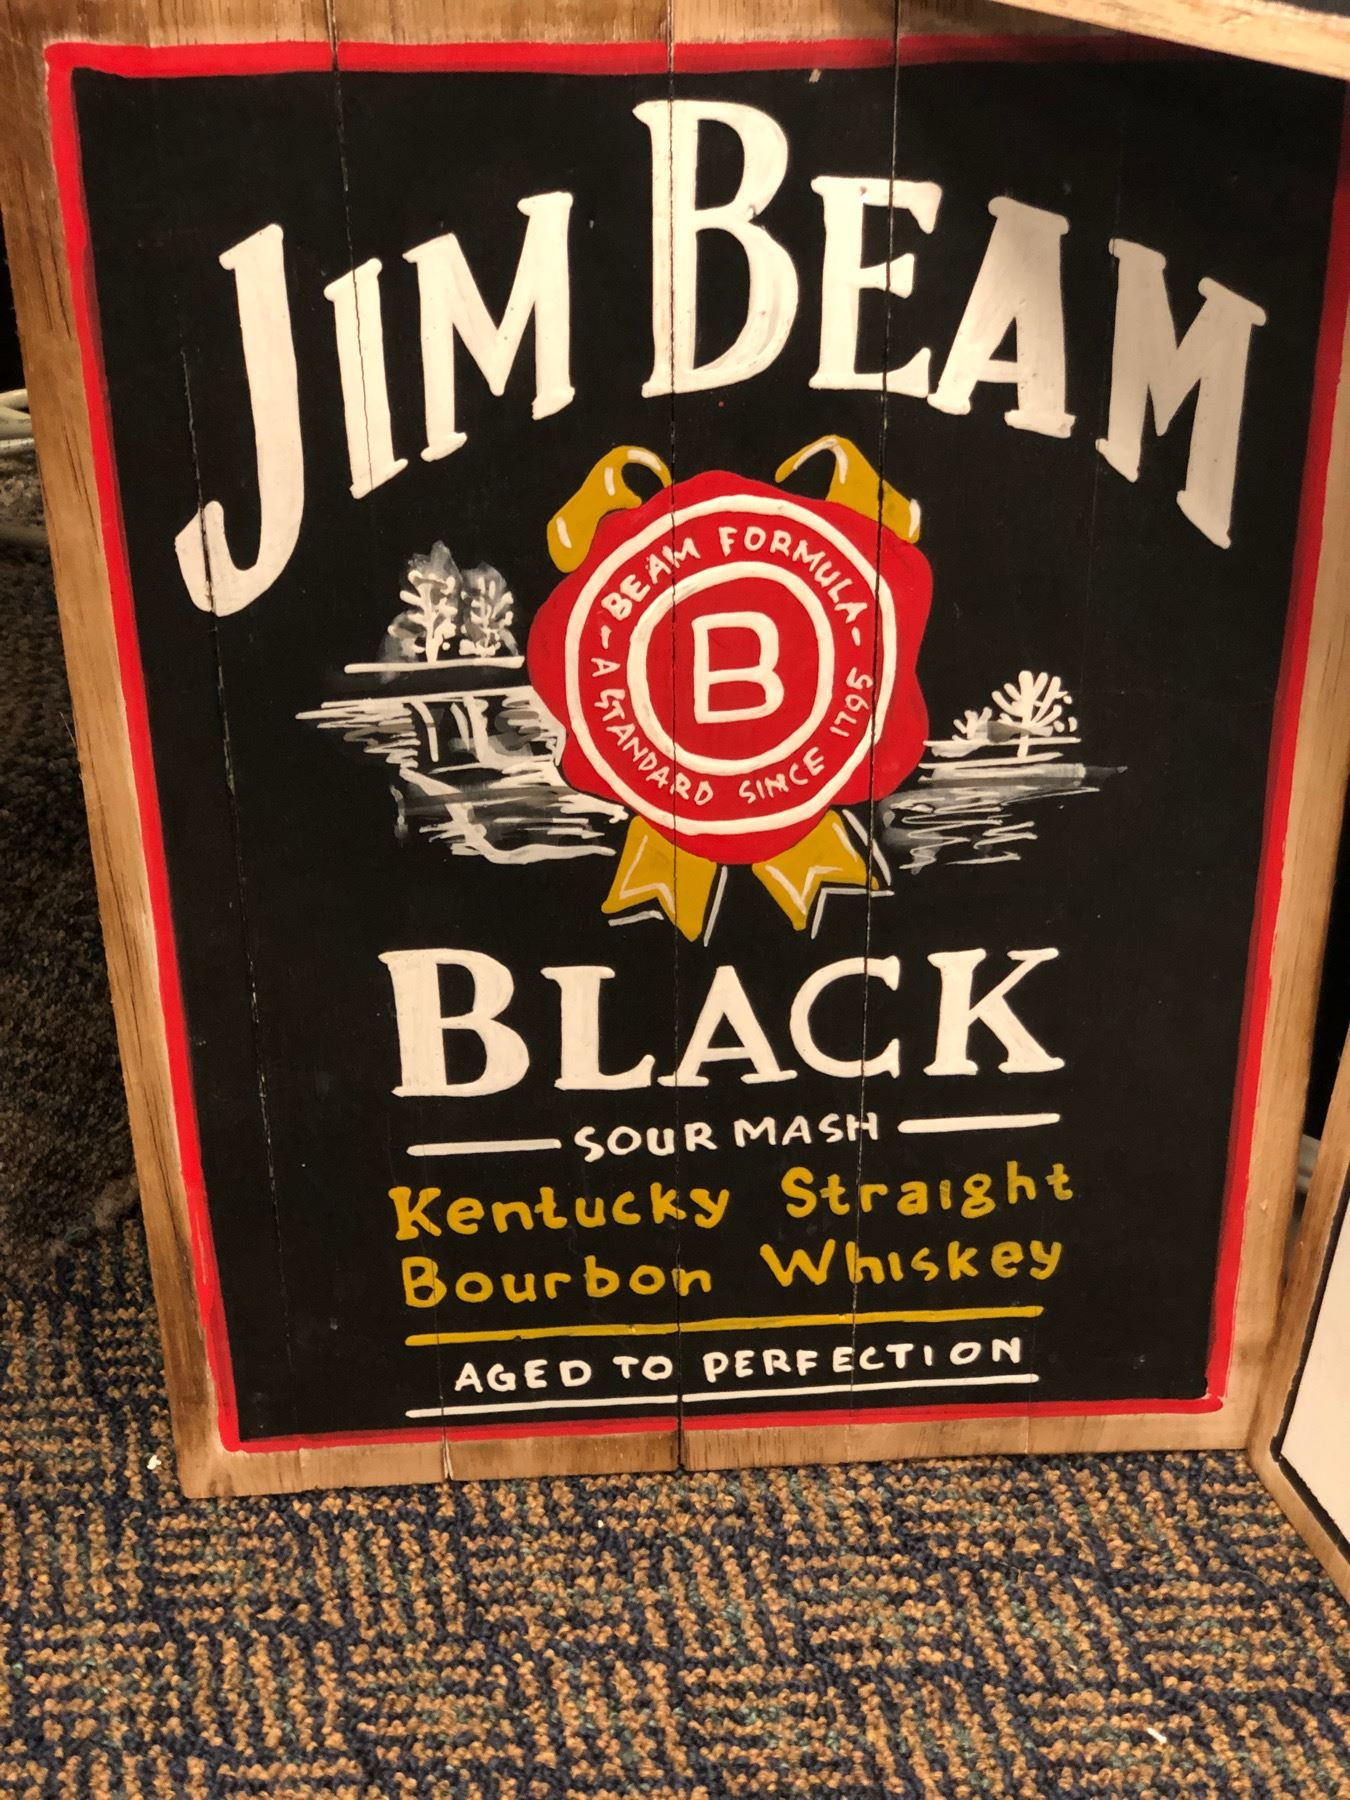 JIM BEAM
- BEAM FORMULA -
B
A STANDARD SINCE 1795
BLACK
SOUR MASH
Kentucky Straight
Bourbon Whiskey
AGED TO PERFECTION